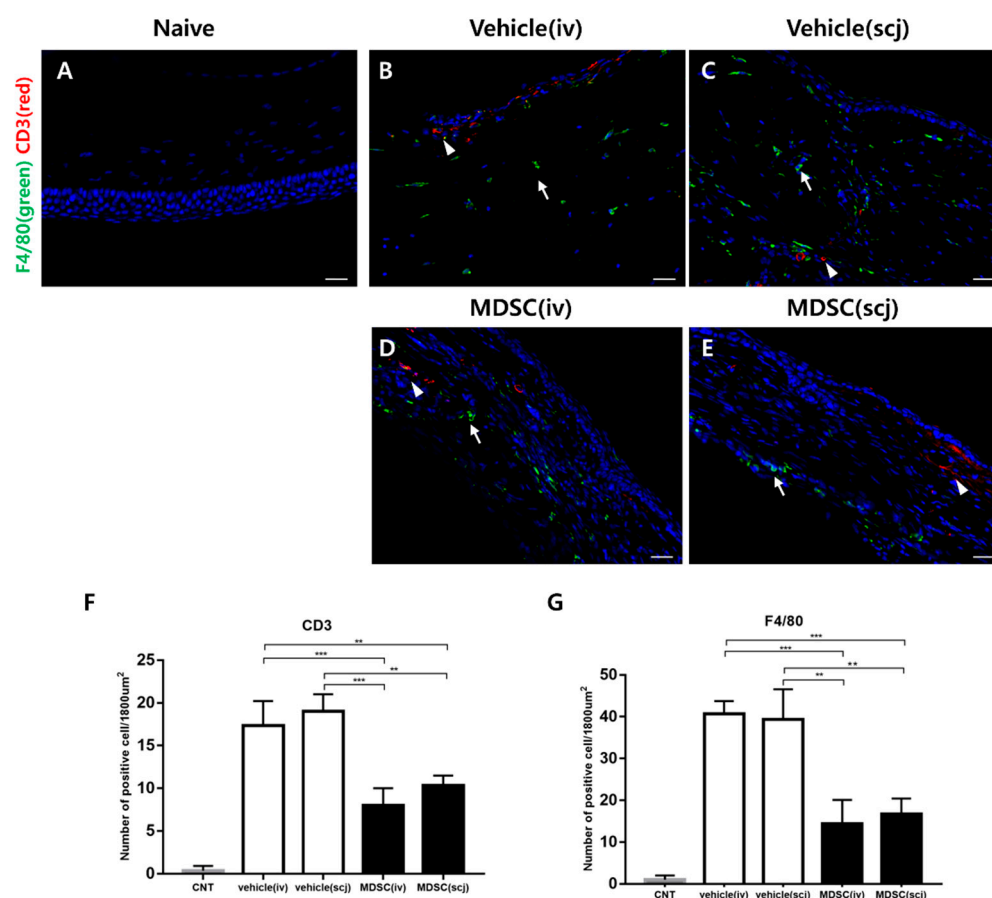 Naive
Vehicle(iv)
Vehicle(scj)
F4/80(green) CD3(red)
A
B
C
MDSC(iv)
MDSC(scj)
D
E
F
G
CD3
**
***
**
***
Number of positive cell/1800um²
25
20
15
10
5
0
CNT
vehicle(iv)
vehicle(scj)
MDSC(iv)
MDSC(scj)
F4/80
***
***
**
**
Number of positive cell/1800um²
50
40
30
20
10
0
CNT
vehicle(iv)
vehicle(scj)
MDSC(iv)
MDSC(scj)